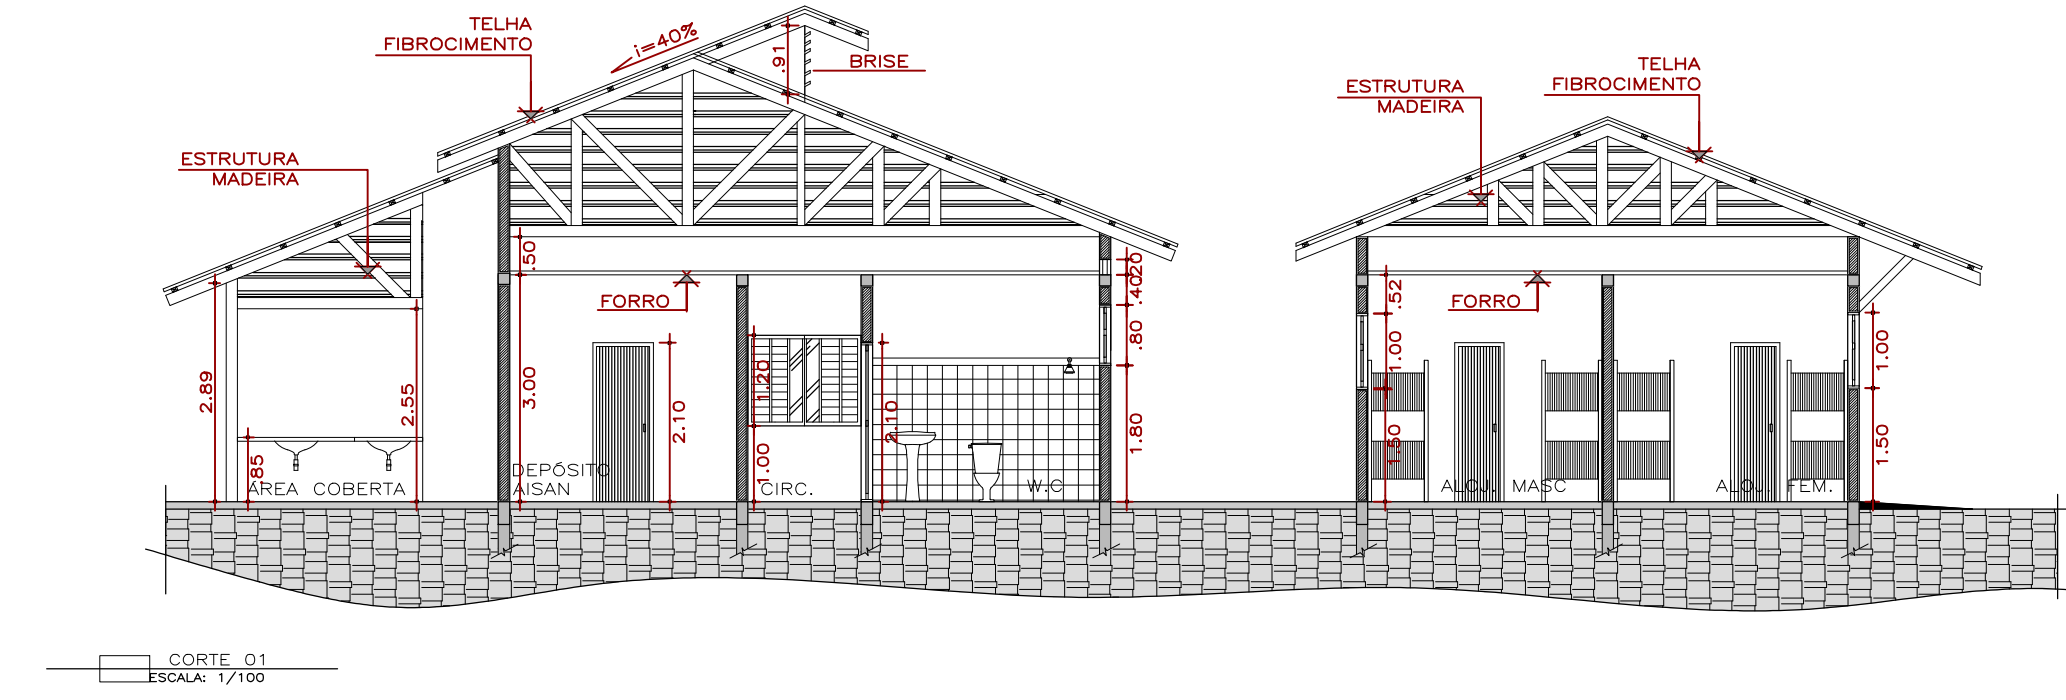 TELHA
FIBROCIMENTO
i=40%
.91
BRISE
ESTRUTURA
MADEIRA
TELHA
FIBROCIMENTO
ESTRUTURA
MADEIRA
.50
FORRO
.20
.40
.80
1.80
FORRO
.52
1.00
1.50
1.00
1.50
2.89
.85
2.55
3.00
2.10
1.20
1.00
2.10
ÁREA COBERTA
DEPÓSITO
AISAN
CIRC.
W.C
ALOJ. MASC
ALOJ. FEM.
CORTE 01
ESCALA: 1/100